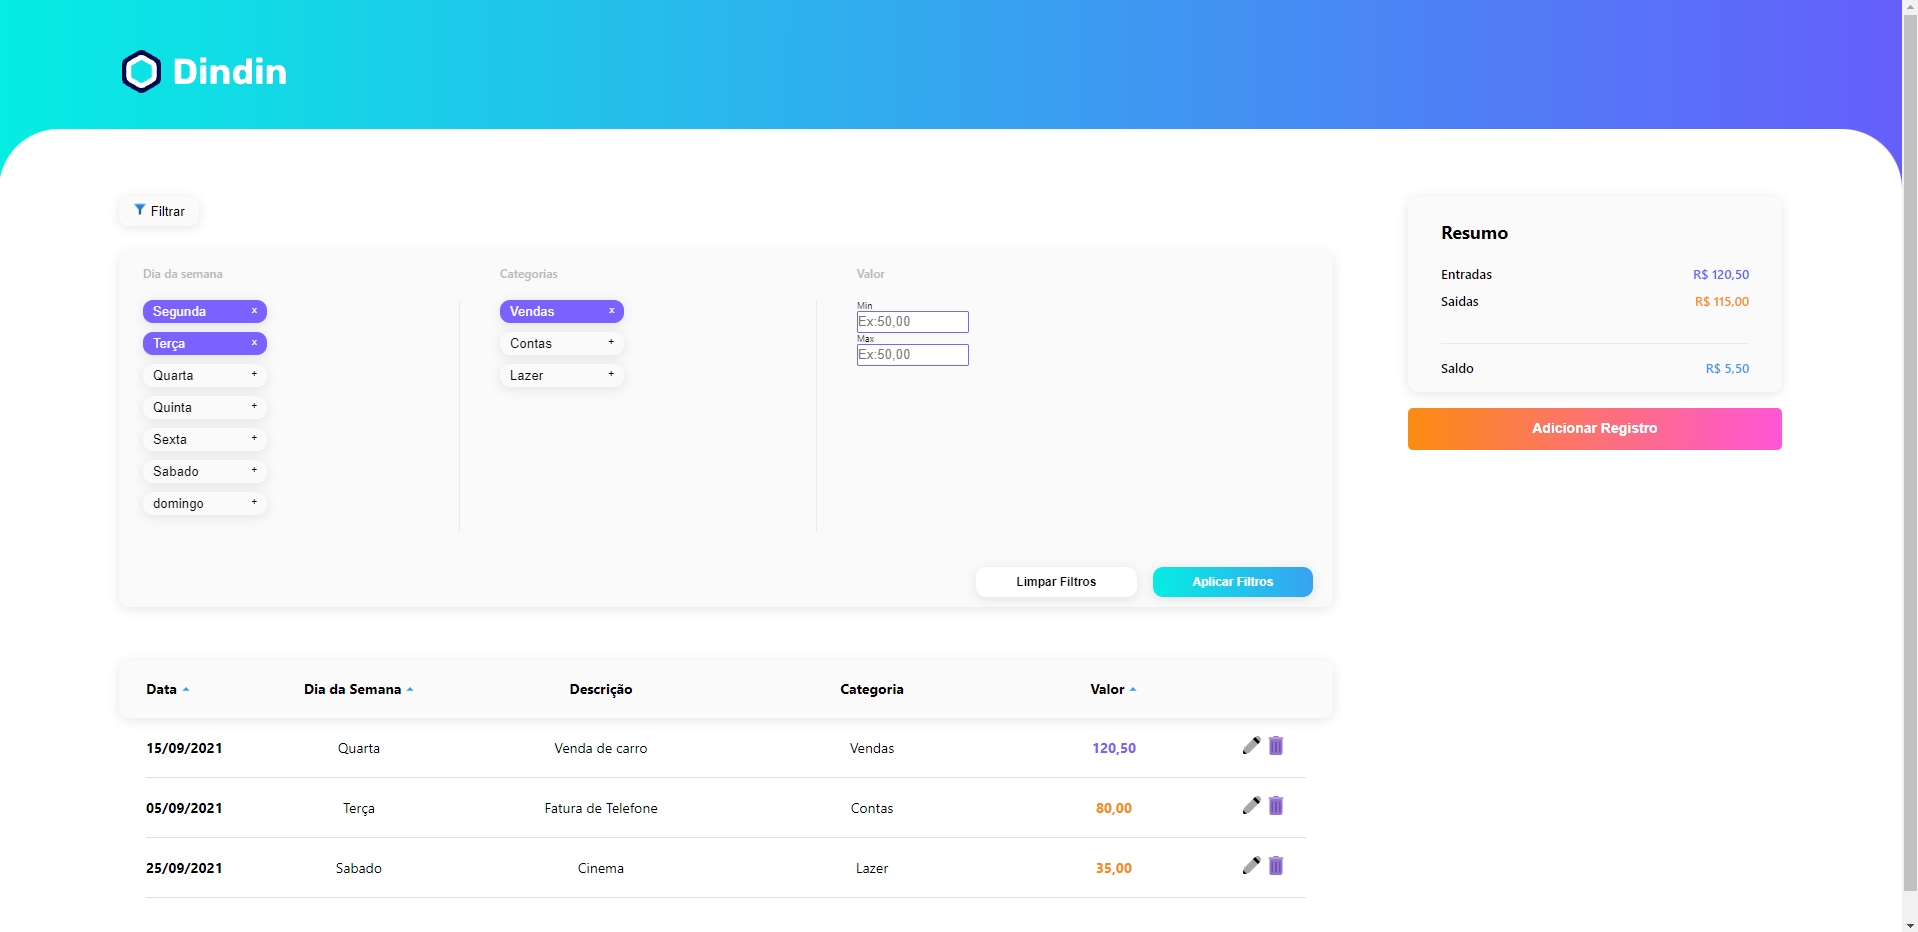 Dindin
Filtrar
Dia da semana
Segunda x
Terça x
Quarta +
Quinta +
Sexta +
Sabado +
domingo +
Categorias
Vendas x
Contas +
Lazer +
Valor
Min
Ex:50,00
Max
Ex:50,00
Limpar Filtros
Aplicar Filtros
Resumo
Entradas R$ 120,50
Saidas R$ 115,00
Saldo R$ 5,50
Adicionar Registro
Data Dia da Semana Descrição Categoria Valor
15/09/2021 Quarta Venda de carro Vendas 120,50
05/09/2021 Terça Fatura de Telefone Contas 80,00
25/09/2021 Sabado Cinema Lazer 35,00